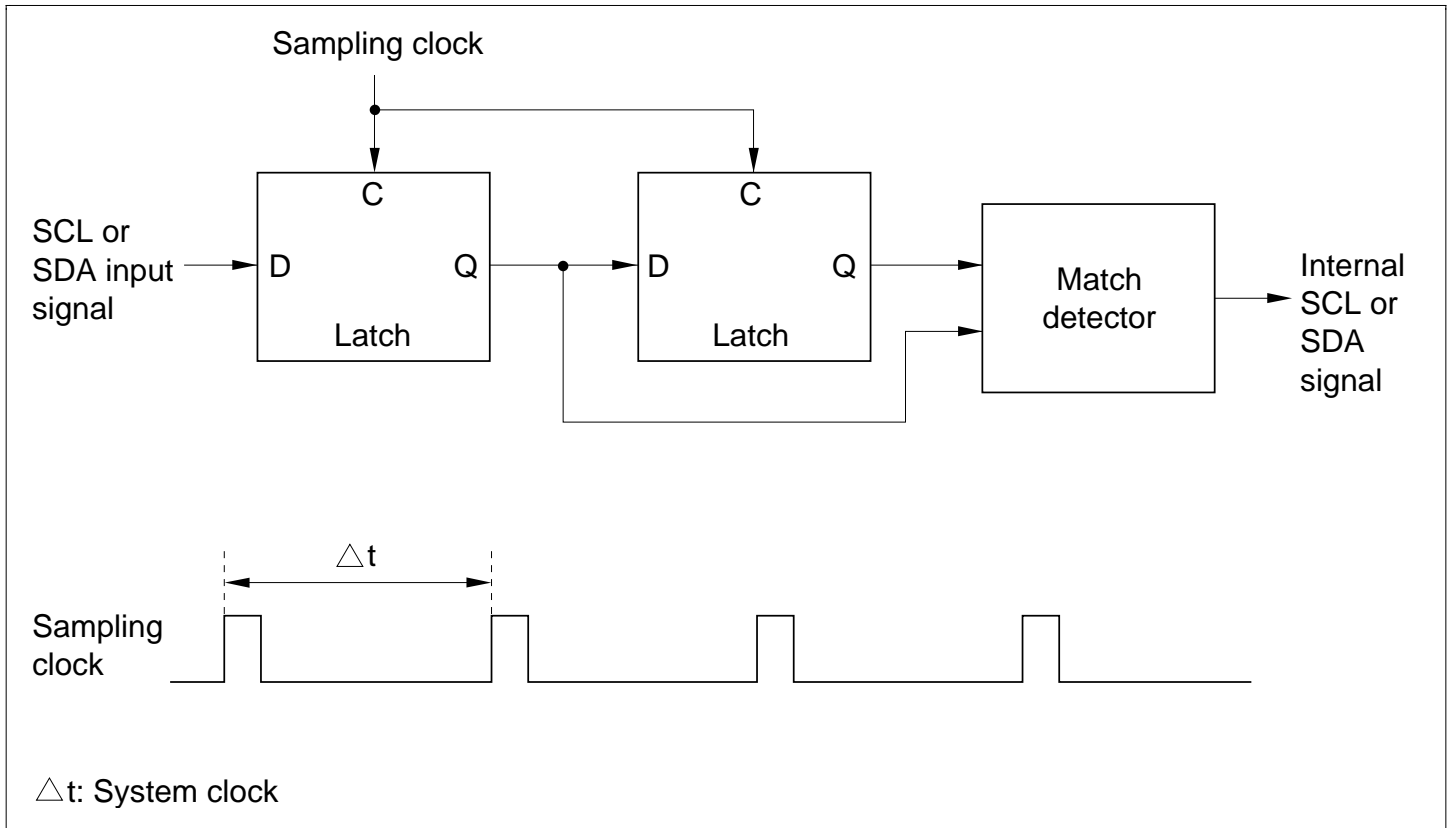 Sampling clock
C
C
SCL or
SDA input
signal
D
Q
D
Q
Latch
Latch
Match
detector
Internal
SCL or
SDA
signal
△t
Sampling
clock
△t: System clock